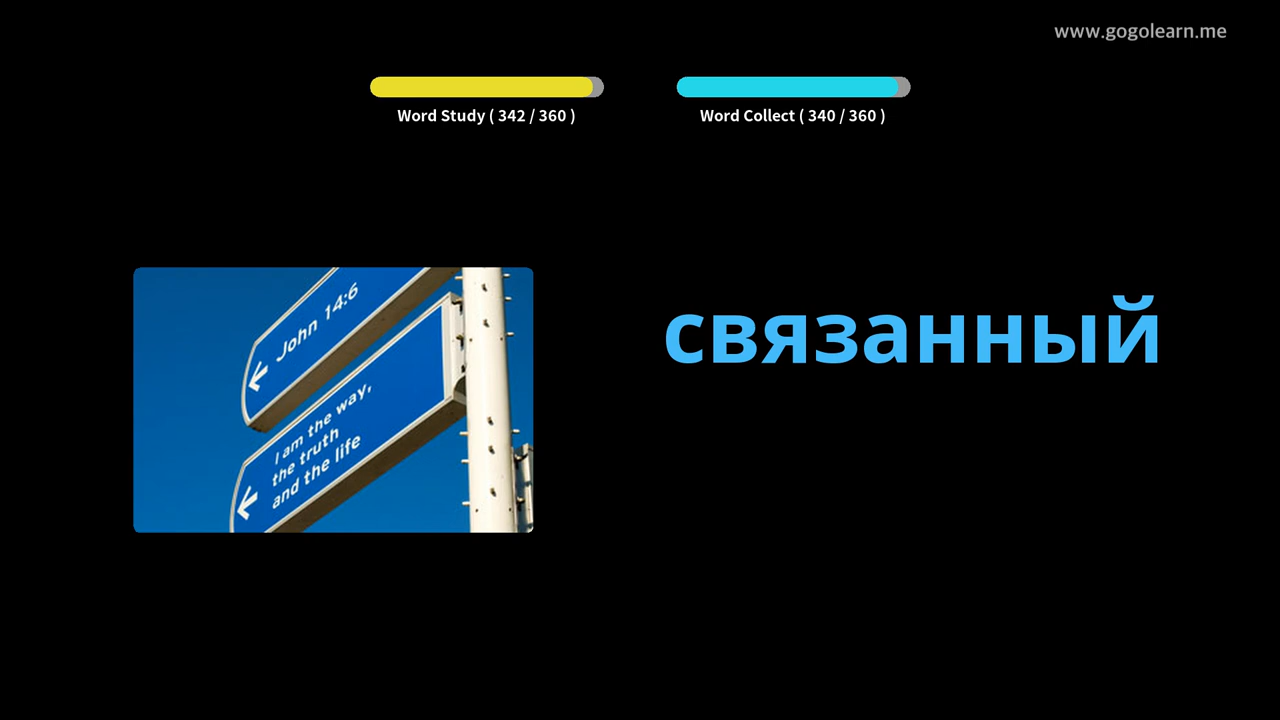 www.gogolearn.me
Word Study ( 342 / 360 )
Word Collect ( 340 / 360 )
John 14:6
I am the way,
the truth
and the life
связанный